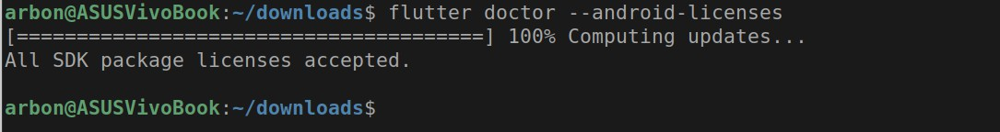 arbon@ASUSVivoBook:~/downloads$ flutter doctor --android-licenses
[=======================================] 100% Computing updates...
All SDK package licenses accepted.
arbon@ASUSVivoBook:~/downloads$